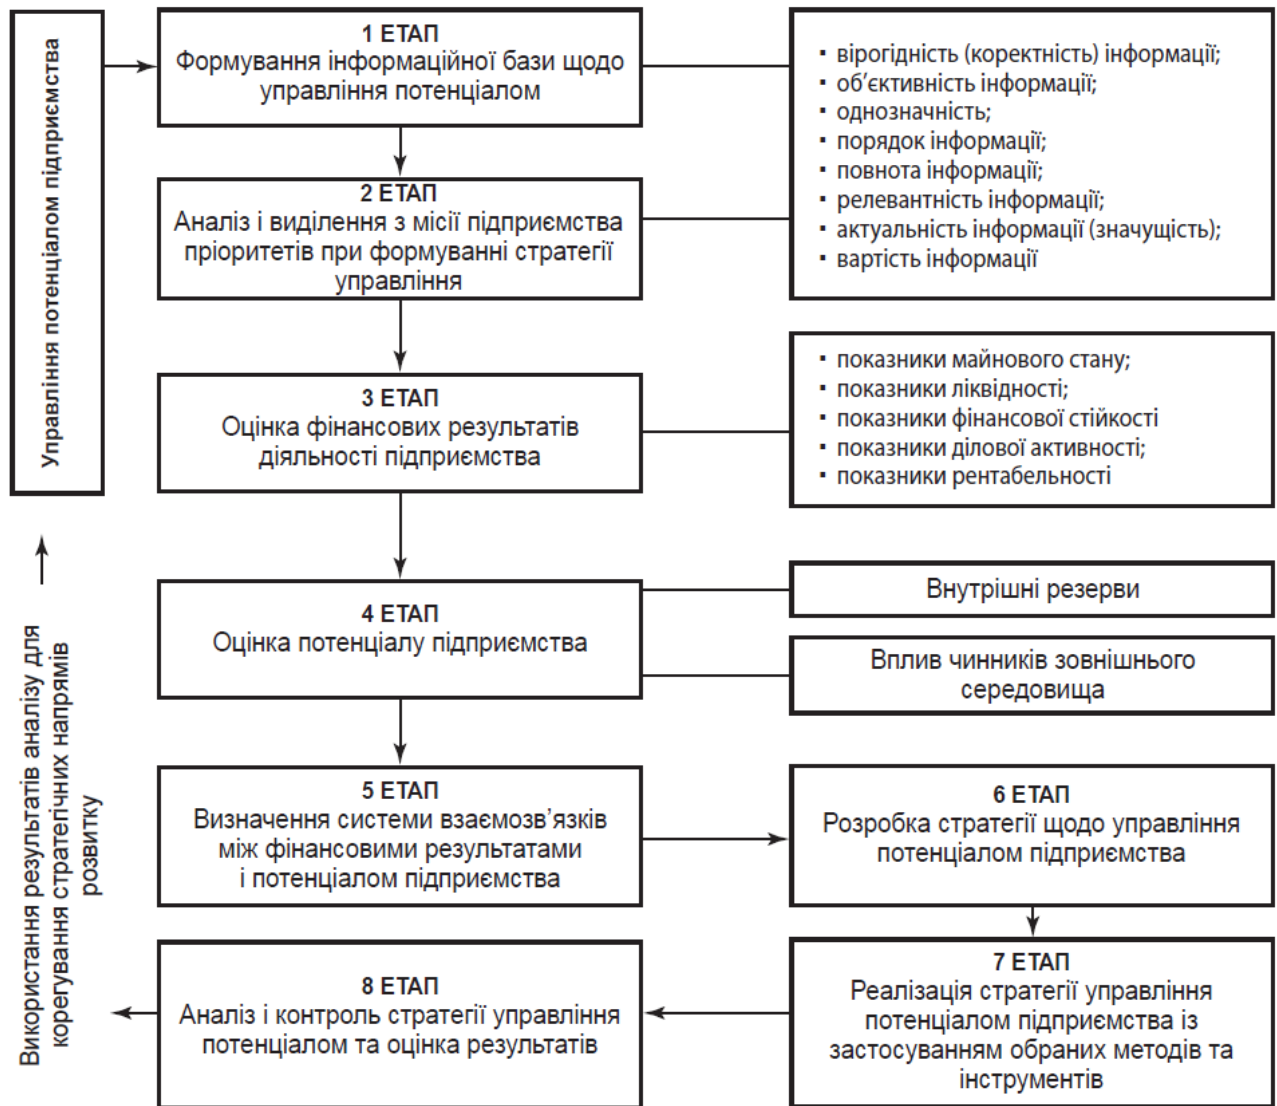 Управління потенціалом підприємства
1 ЕТАП
Формування інформаційної бази щодо
управління потенціалом
▪ вірогідність (коректність) інформації;
▪ об’єктивність інформації;
▪ однозначність;
▪ порядок інформації;
▪ повнота інформації;
▪ релевантність інформації;
▪ актуальність інформації (значущість);
▪ вартість інформації
2 ЕТАП
Аналіз і виділення з місії підприємства
пріоритетів при формуванні стратегії
управління
3 ЕТАП
Оцінка фінансових результатів
діяльності підприємства
▪ показники майнового стану;
▪ показники ліквідності;
▪ показники фінансової стійкості
▪ показники ділової активності;
▪ показники рентабельності
4 ЕТАП
Оцінка потенціалу підприємства
Внутрішні резерви
Вплив чинників зовнішнього
середовища
5 ЕТАП
Визначення системи взаємозв’язків
між фінансовими результатами
і потенціалом підприємства
6 ЕТАП
Розробка стратегії щодо управління
потенціалом підприємства
7 ЕТАП
Реалізація стратегії управління
потенціалом підприємства із
застосуванням обраних методів та
інструментів
8 ЕТАП
Аналіз і контроль стратегії управління
потенціалом та оцінка результатів
Використання результатів аналізу для
корегування стратегічних напрямів
розвитку